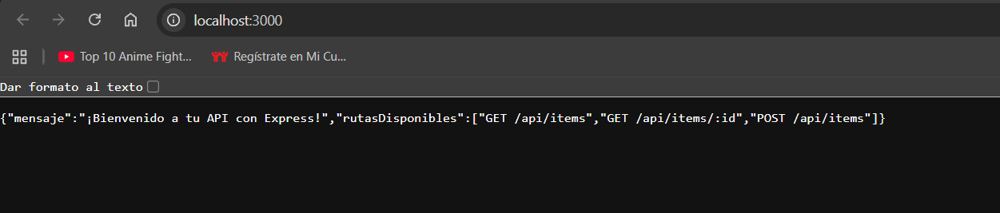 localhost:3000
Top 10 Anime Fight... Regístrate en Mi Cu...
Dar formato al texto
{"mensaje":"¡Bienvenido a tu API con Express!","rutasDisponibles":["GET /api/items","GET /api/items/:id","POST /api/items"]}